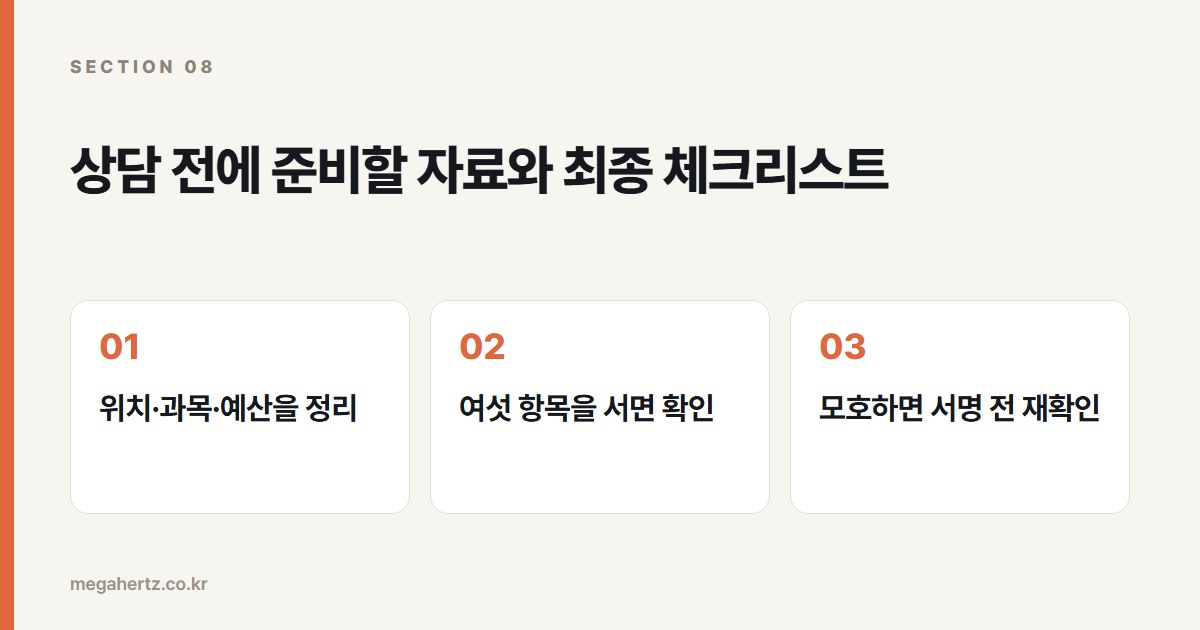 SECTION 08
상담 전에 준비할 자료와 최종 체크리스트
01
위치·과목·예산을 정리
02
여섯 항목을 서면 확인
03
모호하면 서명 전 재확인
megahertz.co.kr